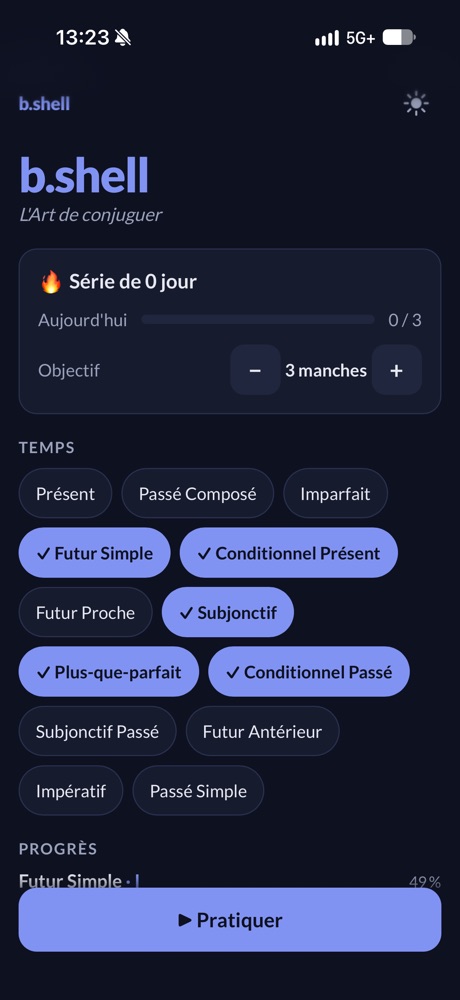 13:23 5G+
b.shell
b.shell
L'Art de conjuguer
🔥 Série de 0 jour
Aujourd'hui 0 / 3
Objectif − 3 manches +
TEMPS
Présent Passé Composé Imparfait
✓ Futur Simple ✓ Conditionnel Présent
Futur Proche ✓ Subjonctif
✓ Plus-que-parfait ✓ Conditionnel Passé
Subjonctif Passé Futur Antérieur
Impératif Passé Simple
PROGRÈS
Futur Simple · I 49 %
▶ Pratiquer